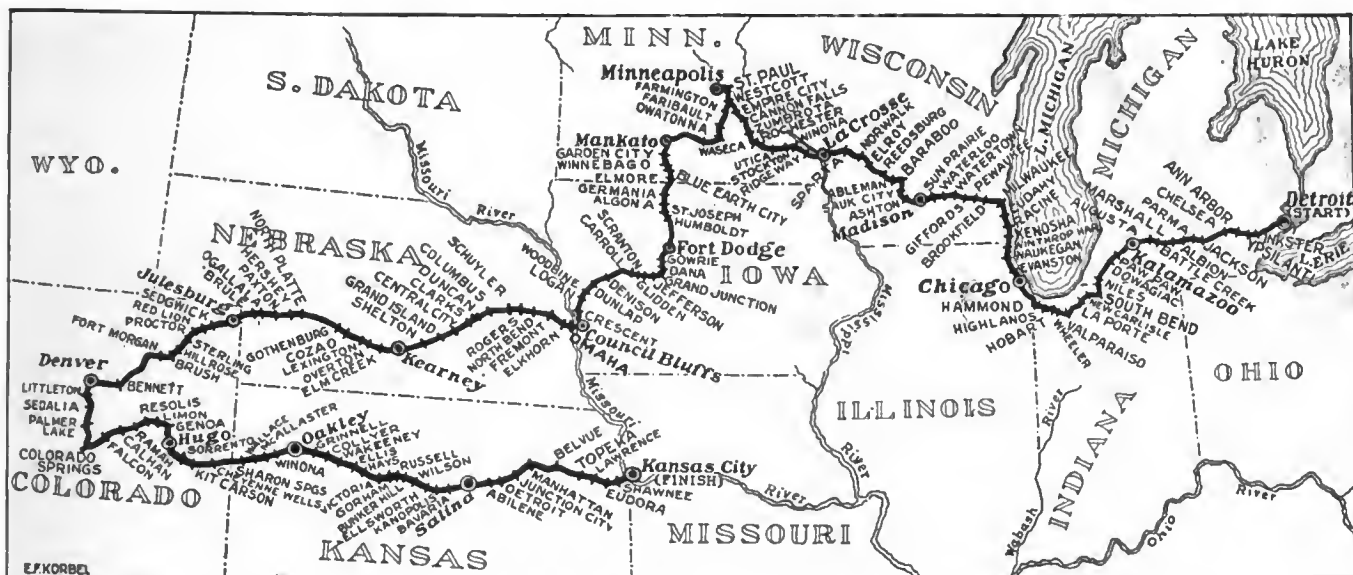 MINN.
WISCONSIN
L. MICHIGAN
MICHIGAN
LAKE
HURON
S. DAKOTA
WYO.
NEBRASKA
IOWA
ILLINOIS
INDIANA
OHIO
COLORADO
KANSAS
MISSOURI
L. ERIE
Missouri
River
Missouri
River
Mississippi
River
Wabash
River
Ohio
River
Detroit
(START)
YPSILANTI
ANN ARBOR
CHELSEA
JACKSON
PARMA
ALBION
MARSHALL
BATTLE CREEK
AUGUSTA
Kalamazoo
PAW PAW
DOWAGIAC
NILES
SOUTH BEND
NEW CARLISLE
LA PORTE
VALPARAISO
WHEELER
HOBART
HIGHLANDS
HAMMOND
Chicago
EVANSTON
WAUKEGAN
WINTHROP HAR.
KENOSHA
RACINE
CUDAHY
MILWAUKEE
PEWAUKEE
BROOKFIELD
WATERTOWN
GIFFORDS
WATERLOO
SUN PRAIRIE
Madison
ASHTON
SAUK CITY
BARABOO
ABLEMAN
REEDSBURG
ELROY
NORWALK
SPARTA
La Crosse
WINONA
RIDGEWAY
STOCKTON
UTICA
ROCHESTER
ZUMBROTA
CANNON FALLS
EMPIRE CITY
WESTCOTT
ST. PAUL
Minneapolis
FARMINGTON
FARIBAULT
OWATONNA
WASECA
Mankato
GARDEN CITY
WINNEBAGO
BLUE EARTH CITY
ELMORE
GERMANIA
ALGONA
ST. JOSEPH
HUMBOLDT
Fort Dodge
GOWRIE
DANA
GRAND JUNCTION
JEFFERSON
SCRANTON
GLIDDEN
CARROLL
DENISON
DUNLAP
WOODBINE
LOGAN
CRESCENT
Council Bluffs
OMAHA
ELKHORN
FREMONT
NORTH BEND
ROGERS
SCHUYLER
COLUMBUS
DUNCAN
CLARKS
CENTRAL CITY
GRAND ISLAND
SHELTON
Kearney
ELM CREEK
OVERTON
LEXINGTON
COZAD
GOTHENBURG
NORTH PLATTE
HERSHEY
PAXTON
OGALLALA
BRULE
Julesburg
SEDGWICK
RED LION
PROCTOR
STERLING
HILLROSE
BRUSH
FORT MORGAN
BENNETT
Denver
LITTLETON
SEDALIA
PALMER
LAKE
COLORADO
SPRINGS
FALCON
CALHAN
RAMAH
RESOLIS
LIMON
GENOA
Hugo
SORRENTO
KIT CARSON
CHEYENNE WELLS
SHARON SPGS
WALLACE
McALLASTER
WINONA
Oakley
GRINNELL
COLLYER
WAKEENEY
ELLIS
HAYS
VICTORIA
GORHAM
RUSSELL
BUNKER HILL
WILSON
ELLSWORTH
KANOPOLIS
BAVARIA
Salina
ABILENE
DETROIT
JUNCTION CITY
MANHATTAN
BELVUE
TOPEKA
LAWRENCE
EUDORA
SHAWNEE
Kansas City
(FINISH)
E.F.KORBEL